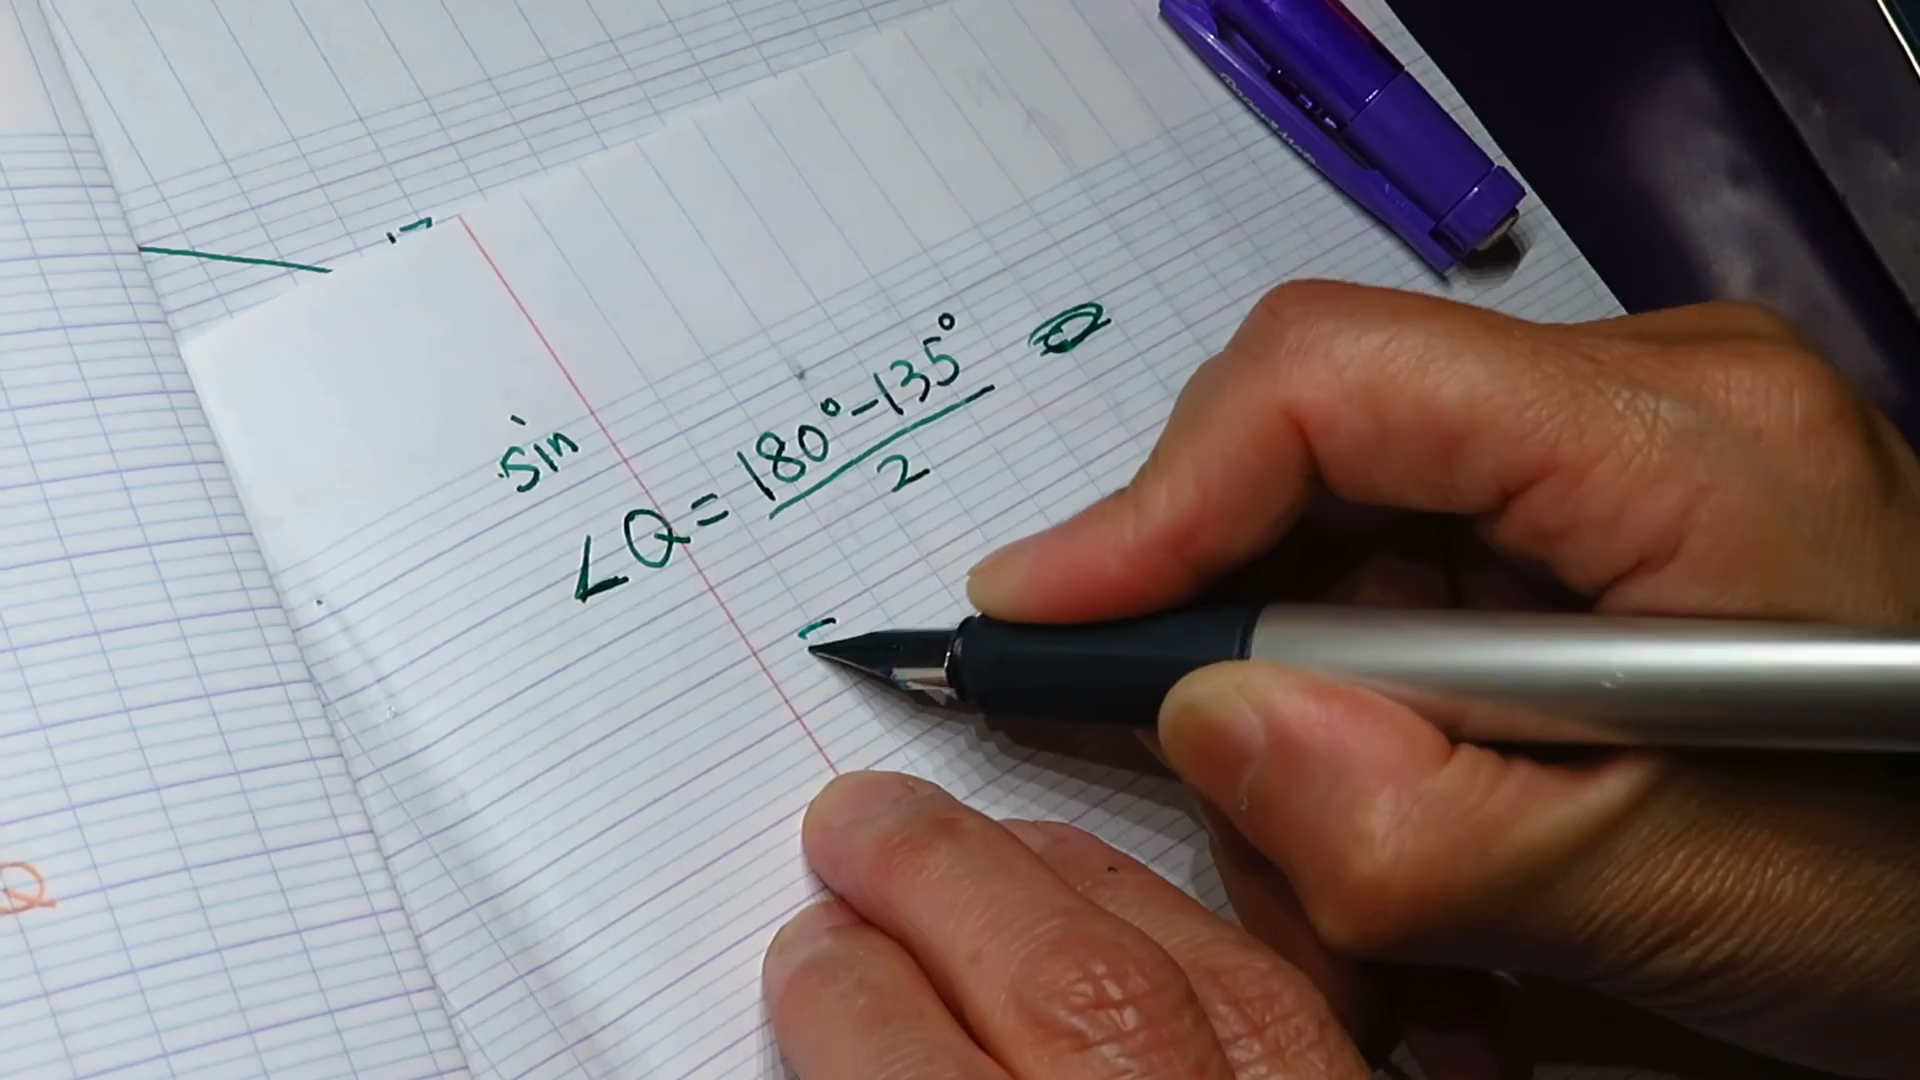 sin
∠Q = 180° - 135°
2
=
Q